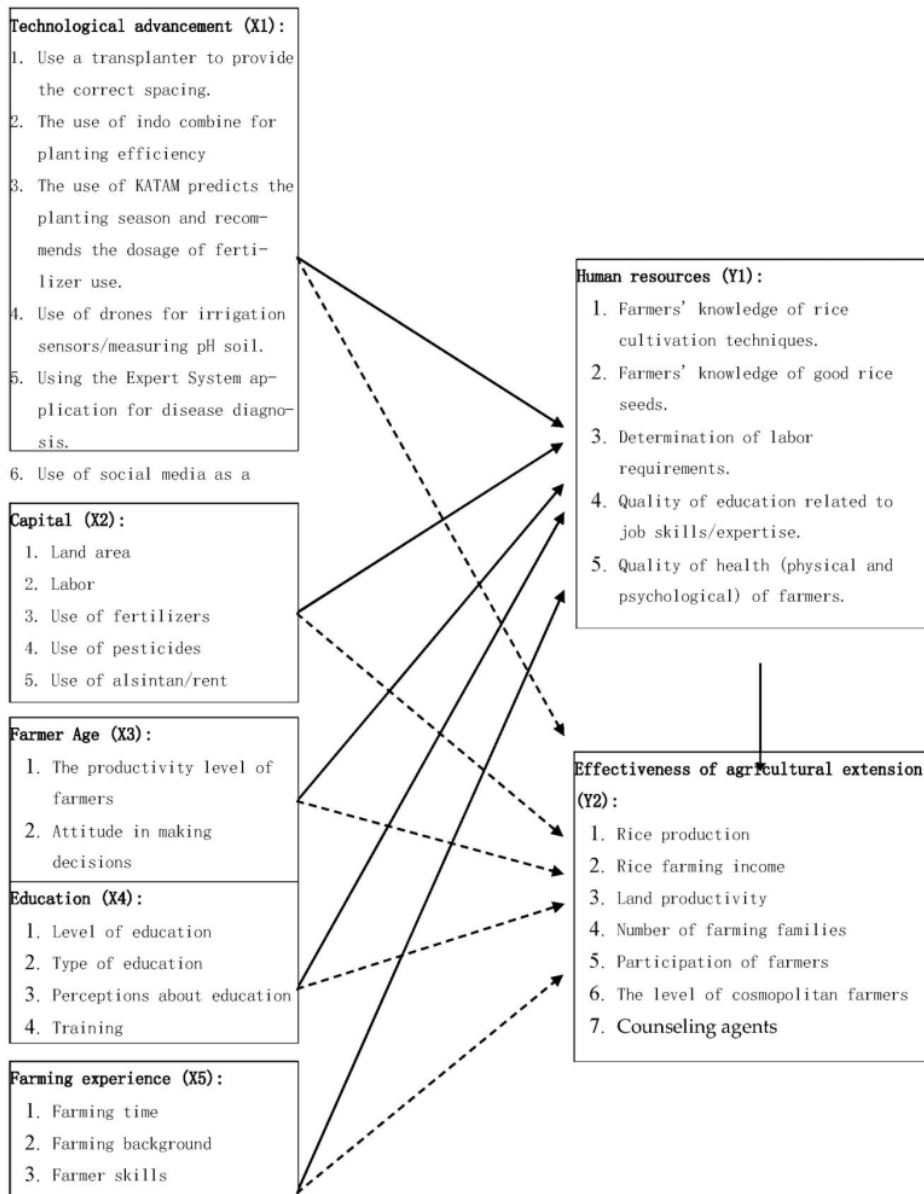 Technological advancement (X1):
1. Use a transplanter to provide
the correct spacing.
2. The use of indo combine for
planting efficiency
3. The use of KATAM predicts the
planting season and recom-
mends the dosage of ferti-
lizer use.
4. Use of drones for irrigation
sensors/measuring pH soil.
5. Using the Expert System ap-
plication for disease diagno-
sis.
6. Use of social media as a
Capital (X2):
1. Land area
2. Labor
3. Use of fertilizers
4. Use of pesticides
5. Use of alsintan/rent
Farmer Age (X3):
1. The productivity level of
farmers
2. Attitude in making
decisions
Education (X4):
1. Level of education
2. Type of education
3. Perceptions about education
4. Training
Farming experience (X5):
1. Farming time
2. Farming background
3. Farmer skills
Human resources (Y1):
1. Farmers' knowledge of rice
cultivation techniques.
2. Farmers' knowledge of good rice
seeds.
3. Determination of labor
requirements.
4. Quality of education related to
job skills/expertise.
5. Quality of health (physical and
psychological) of farmers.
Effectiveness of agricultural extension
(Y2):
1. Rice production
2. Rice farming income
3. Land productivity
4. Number of farming families
5. Participation of farmers
6. The level of cosmopolitan farmers
7. Counseling agents